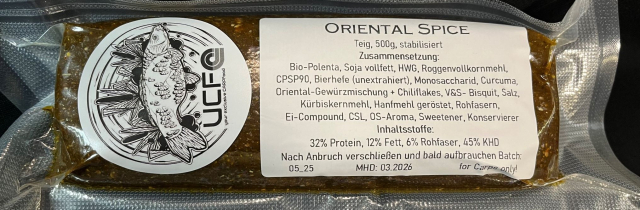 UCF
ORIENTAL SPICE
Teig, 500g, stabilisiert
Zusammensetzung:
Bio-Polenta, Soja vollfett, HWG, Roggenvollkornmehl,
CPSP90, Bierhefe (unextrahiert), Monosaccharid, Curcuma,
Oriental-Gewürzmischung + Chiliflakes, V&S- Bisquit, Salz,
Kürbiskernmehl, Hanfmehl geröstet, Rohfasern,
Ei-Compound, CSL, OS-Aroma, Sweetener, Konservierer
Inhaltsstoffe:
32% Protein, 12% Fett, 6% Rohfaser, 45% KHD
Nach Anbruch verschließen und bald aufbrauchen Batch:
05_25 MHD: 03.2026 for Carps only!